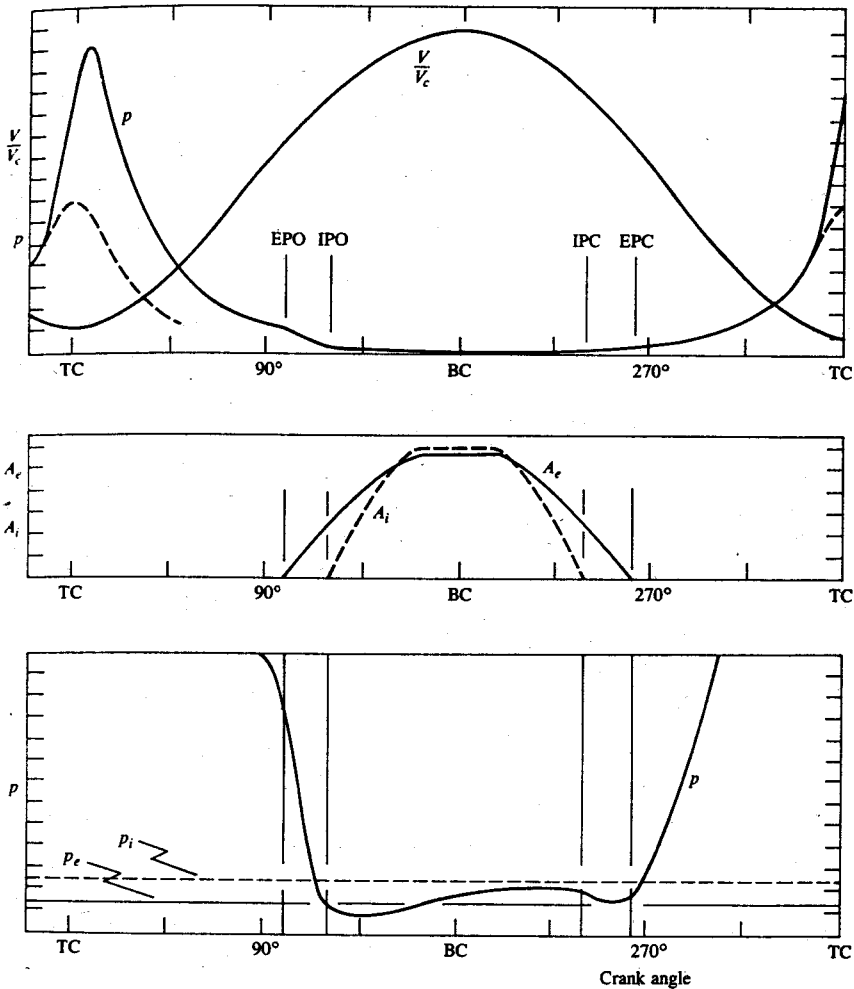 V/V_c
p
V/V_c
p
EPO IPO IPC EPC
TC 90° BC 270° TC
A_e
A_i
A_e
A_i
TC 90° BC 270° TC
p
p
p_i
p_e
TC 90° BC 270° TC
Crank angle